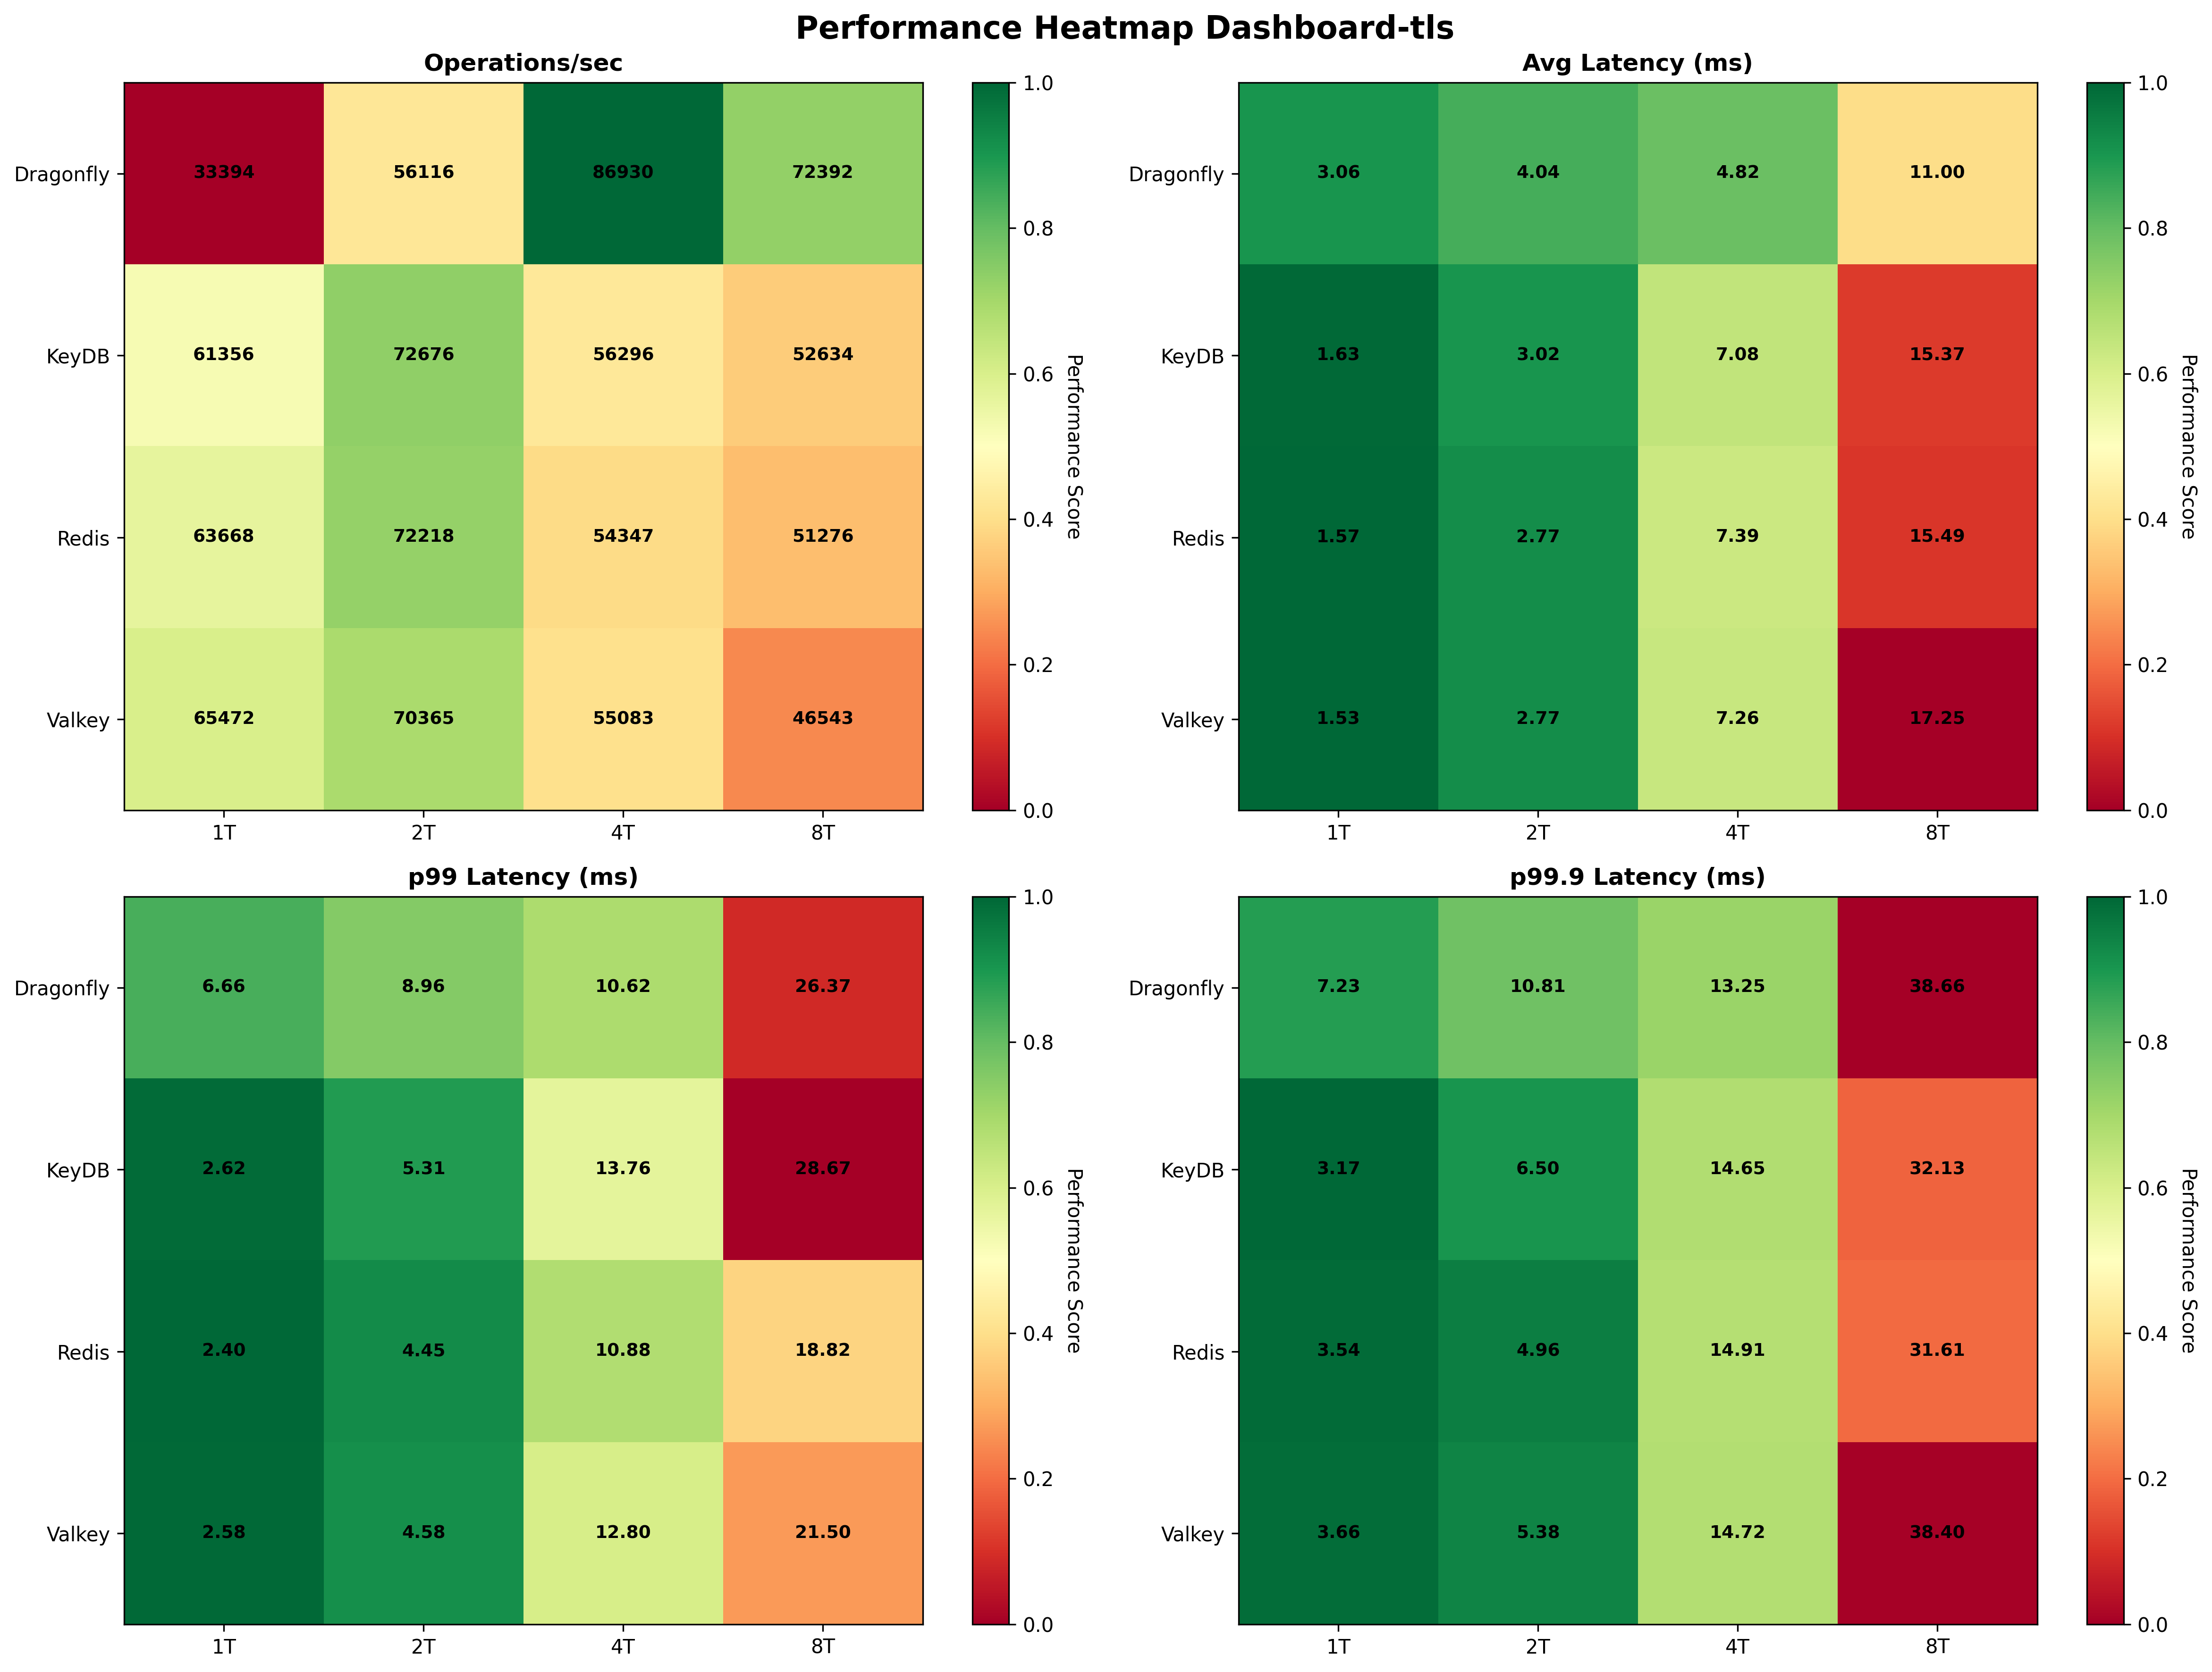 Performance Heatmap Dashboard-tls
Operations/sec
Dragonfly 33394 56116 86930 72392
KeyDB 61356 72676 56296 52634
Redis 63668 72218 54347 51276
Valkey 65472 70365 55083 46543
1T 2T 4T 8T
1.0
0.8
0.6
0.4
0.2
0.0
Performance Score
Avg Latency (ms)
Dragonfly 3.06 4.04 4.82 11.00
KeyDB 1.63 3.02 7.08 15.37
Redis 1.57 2.77 7.39 15.49
Valkey 1.53 2.77 7.26 17.25
1T 2T 4T 8T
1.0
0.8
0.6
0.4
0.2
0.0
Performance Score
p99 Latency (ms)
Dragonfly 6.66 8.96 10.62 26.37
KeyDB 2.62 5.31 13.76 28.67
Redis 2.40 4.45 10.88 18.82
Valkey 2.58 4.58 12.80 21.50
1T 2T 4T 8T
1.0
0.8
0.6
0.4
0.2
0.0
Performance Score
p99.9 Latency (ms)
Dragonfly 7.23 10.81 13.25 38.66
KeyDB 3.17 6.50 14.65 32.13
Redis 3.54 4.96 14.91 31.61
Valkey 3.66 5.38 14.72 38.40
1T 2T 4T 8T
1.0
0.8
0.6
0.4
0.2
0.0
Performance Score